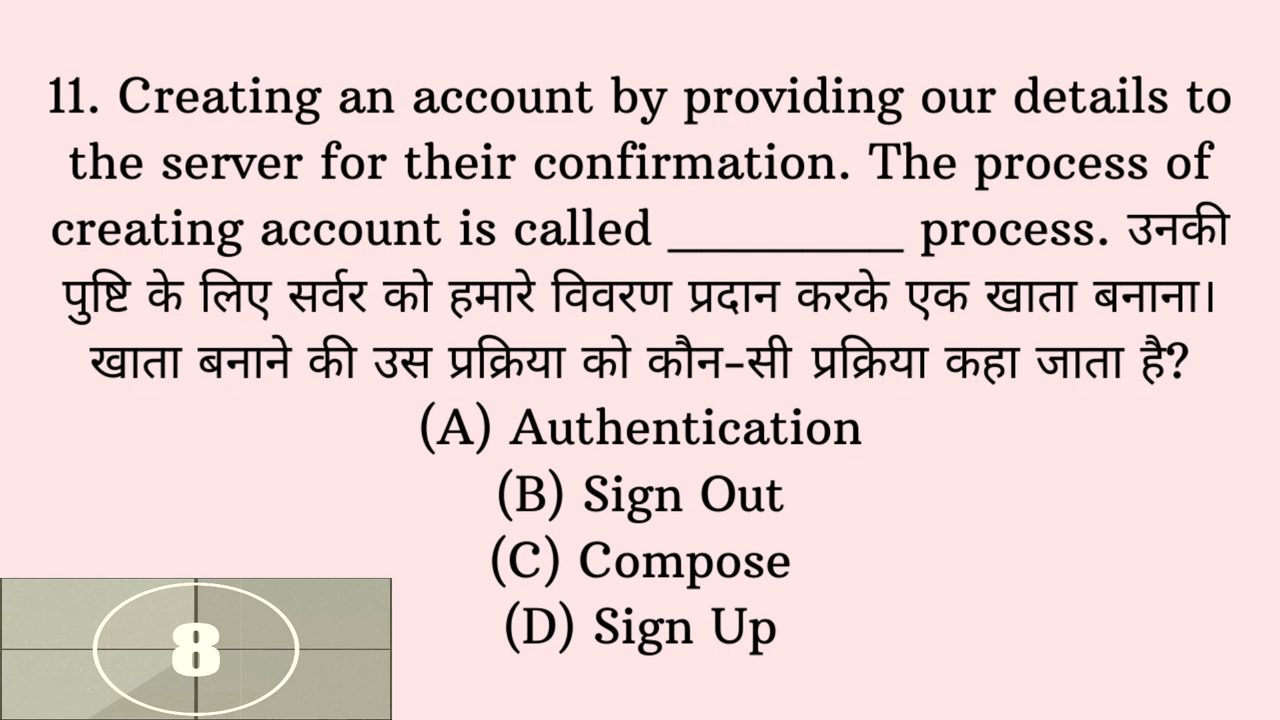 11. Creating an account by providing our details to
the server for their confirmation. The process of
creating account is called _________ process. उनकी
पुष्टि के लिए सर्वर को हमारे विवरण प्रदान करके एक खाता बनाना।
खाता बनाने की उस प्रक्रिया को कौन-सी प्रक्रिया कहा जाता है?
(A) Authentication
(B) Sign Out
(C) Compose
(D) Sign Up
8